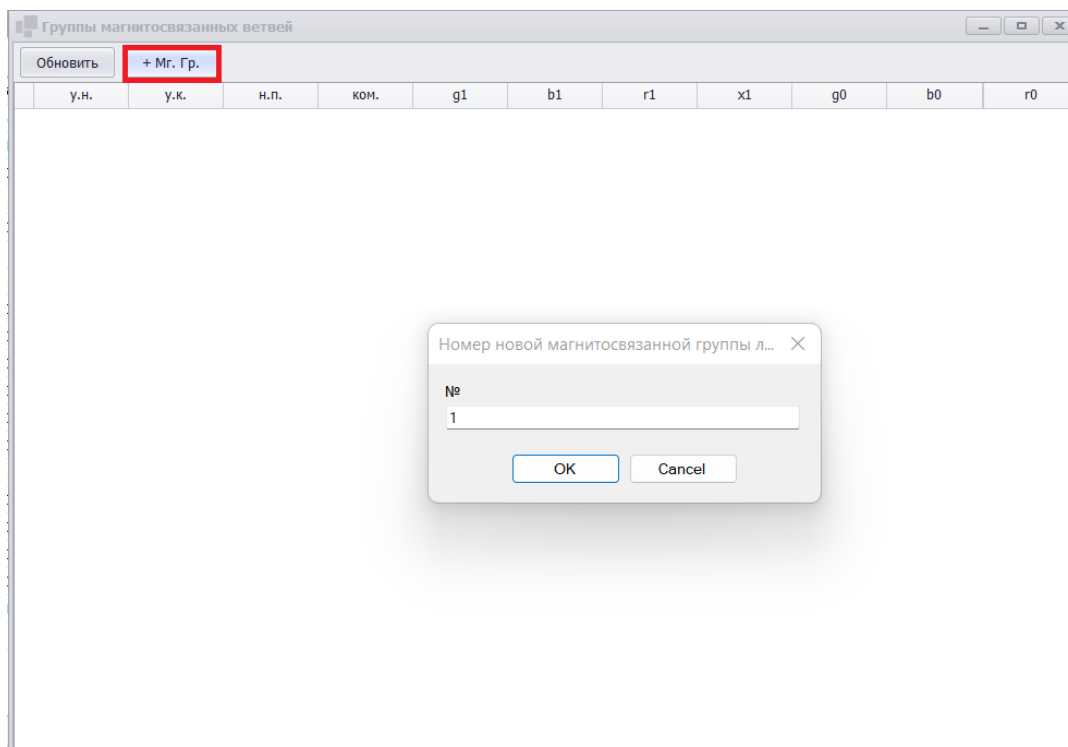 Группы магнитосвязанных ветвей
Обновить + Мг. Гр.
у.н. у.к. н.п. ком. g1 b1 r1 x1 g0 b0 r0
Номер новой магнитосвязанной группы л...
№
1
OK Cancel